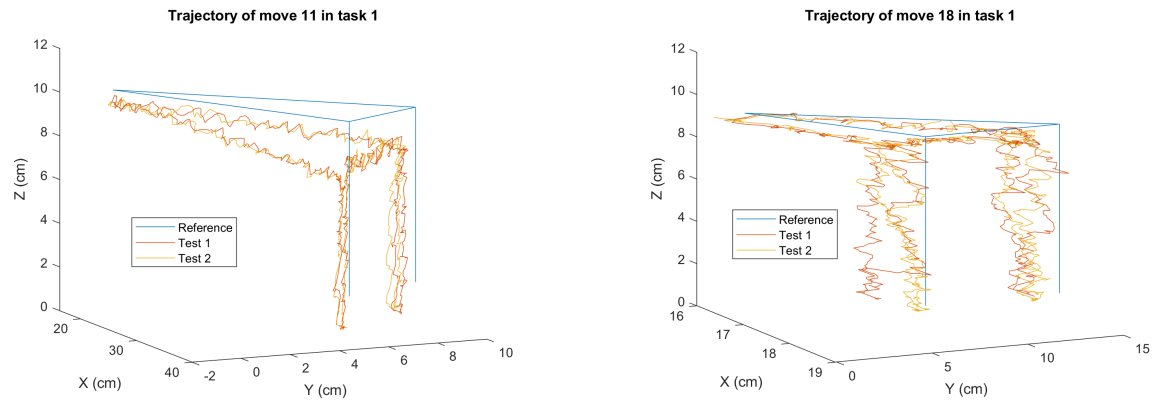 Trajectory of move 11 in task 1
12
10
8
6
4
2
0
Z (cm)
Reference
Test 1
Test 2
20
30
40
X (cm)
-2
0
2
4
6
8
10
Y (cm)
Trajectory of move 18 in task 1
12
10
8
6
4
2
0
Z (cm)
Reference
Test 1
Test 2
16
17
18
19
X (cm)
0
5
10
15
Y (cm)